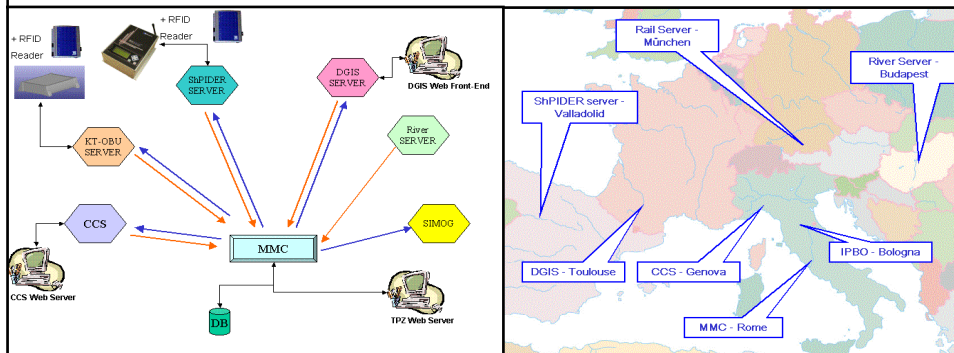 + RFID
Reader
+ RFID
Reader
ShPIDER
SERVER
DGIS
SERVER
DGIS Web Front-End
KT-OBU
SERVER
River
SERVER
CCS
MMC
SIMOG
CCS Web Server
DB
TPZ Web Server
Rail Server -
München
River Server -
Budapest
ShPIDER server -
Valladolid
DGIS - Toulouse
CCS - Genova
IPBO - Bologna
MMC - Rome